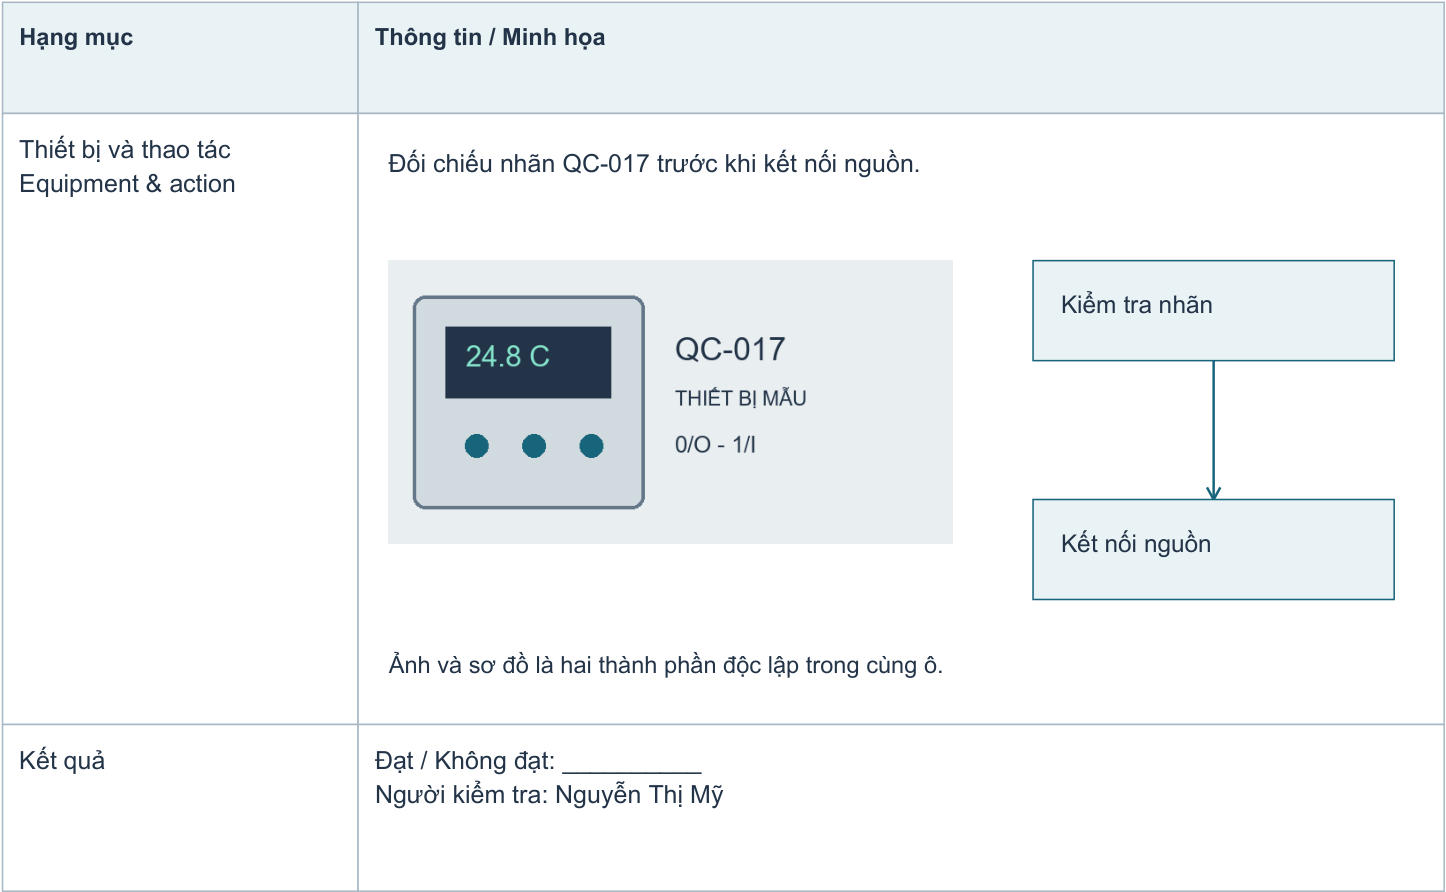 Hạng mục
Thông tin / Minh họa
Thiết bị và thao tác
Equipment & action
Đối chiếu nhãn QC-017 trước khi kết nối nguồn.
24.8 C
QC-017
THIẾT BỊ MẪU
0/O - 1/I
Kiểm tra nhãn
Kết nối nguồn
Ảnh và sơ đồ là hai thành phần độc lập trong cùng ô.
Kết quả
Đạt / Không đạt: __________
Người kiểm tra: Nguyễn Thị Mỹ